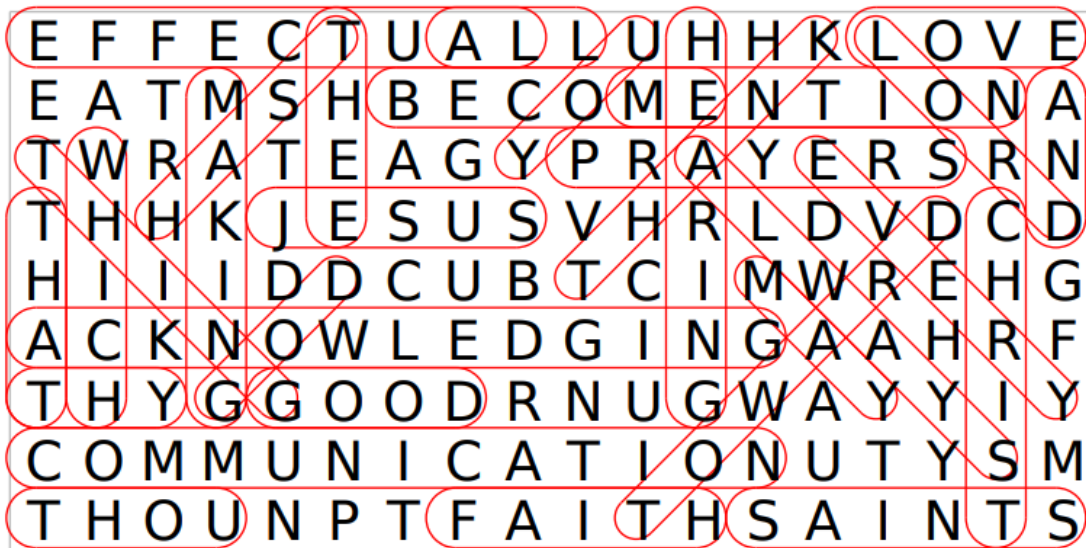 E F F E C T U A L L U H H K L O V E
E A T M S H B E C O M E N T I O N A
T W R A T E A G Y P R A Y E R S R N
T H H K J E S U S V H R L D V D C D
H I I I D D C U B T C I M W R E H G
A C K N O W L E D G I N G A A H R F
T H Y G G O O D R N U G W A Y Y I Y
C O M M U N I C A T I O N U T Y S M
T H O U N P T F A I T H S A I N T S